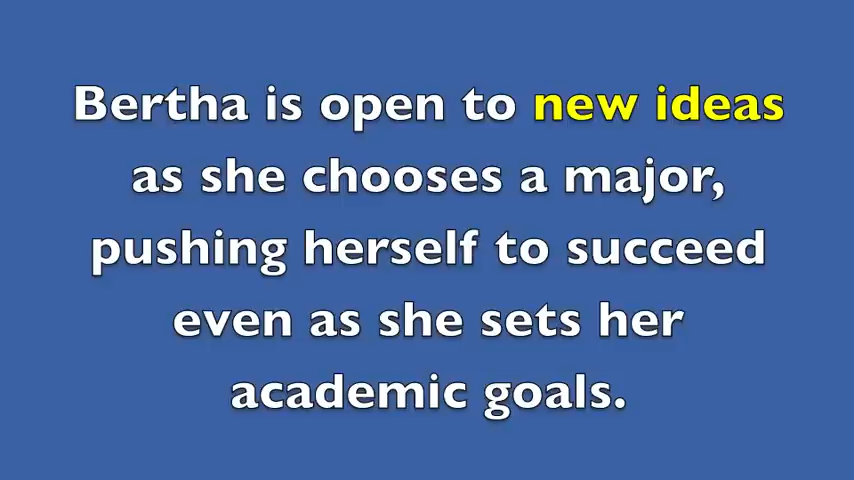 Bertha is open to new ideas
as she chooses a major,
pushing herself to succeed
even as she sets her
academic goals.